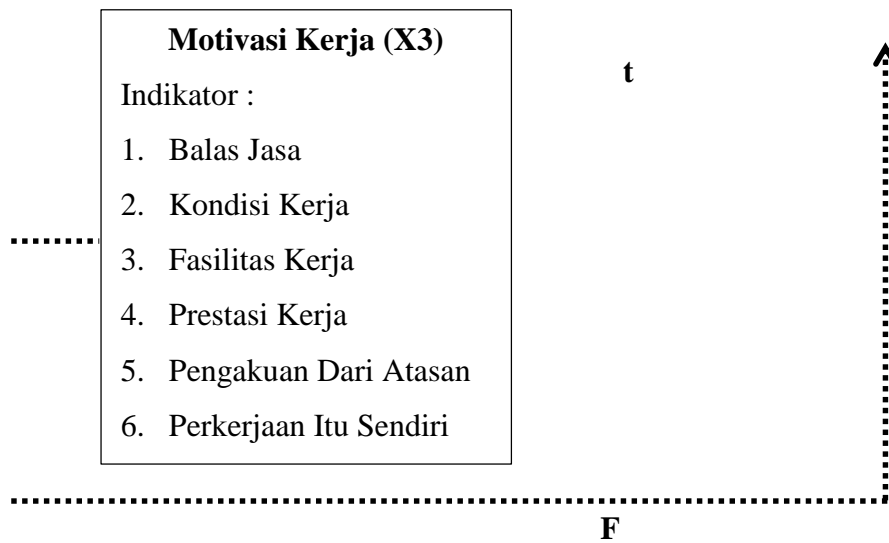 Motivasi Kerja (X3)
t
Indikator :
1. Balas Jasa
2. Kondisi Kerja
3. Fasilitas Kerja
4. Prestasi Kerja
5. Pengakuan Dari Atasan
6. Perkerjaan Itu Sendiri
F